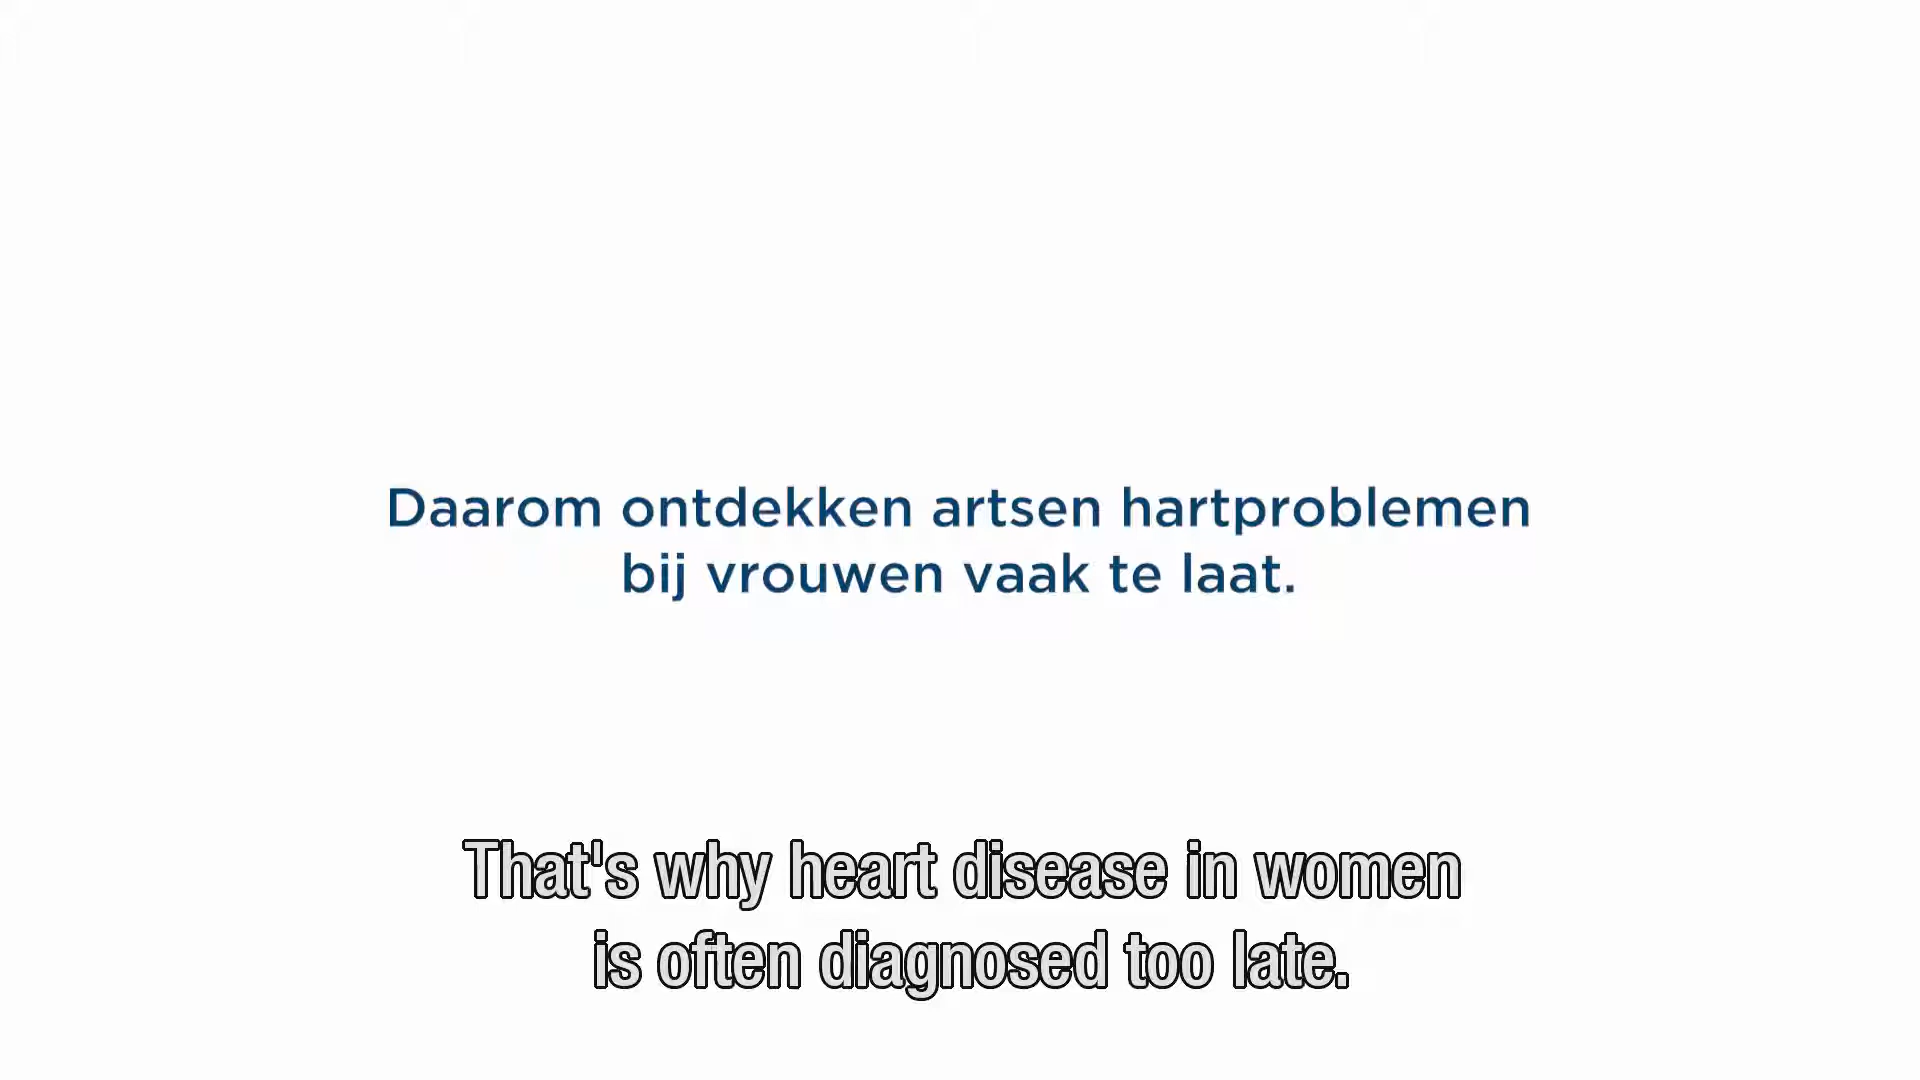 Daarom ontdekken artsen hartproblemen
bij vrouwen vaak te laat.
That's why heart disease in women
is often diagnosed too late.